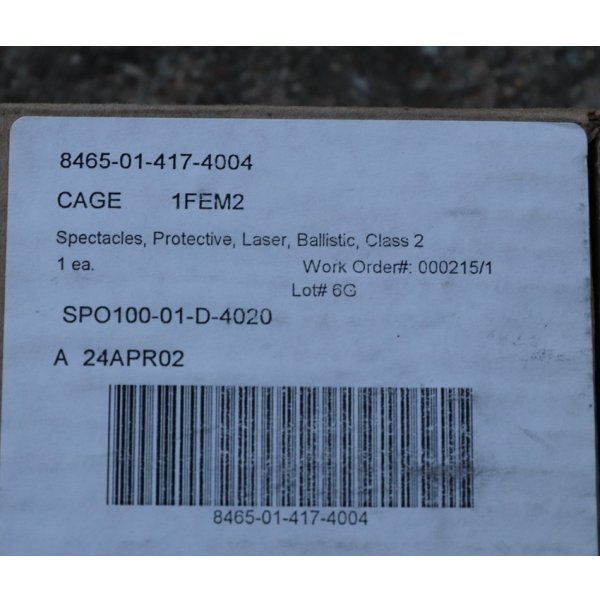 8465-01-417-4004
CAGE 1FEM2
Spectacles, Protective, Laser, Ballistic, Class 2
1 ea. Work Order#: 000215/1
Lot# 6G
SPO100-01-D-4020
A 24APR02
8465-01-417-4004